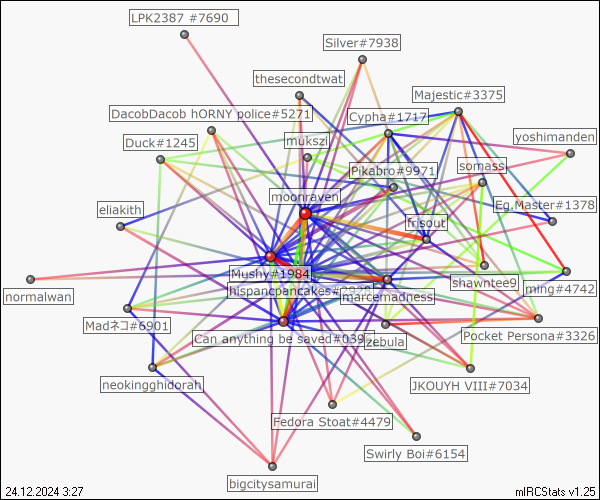 LPK2387 #7690
Silver#7938
thesecondtwat
Majestic#3375
DacobDacob hORNY police#5271
Cypha#1717
yoshimanden
Duck#1245
mukszi
Pikabro#9971
somass
moonraven
eliakith
Eg.Master#1378
frisout
Mushy#1984
shawntee9
ming#4742
normalwan
marcemadness
Madネコ#6901
Can anything be saved#039
zebula
Pocket Persona#3326
neokingghidorah
JKOUYH VIII#7034
Fedora Stoat#4479
Swirly Boi#6154
bigcitysamurai
24.12.2024 3:27
mIRCStats v1.25